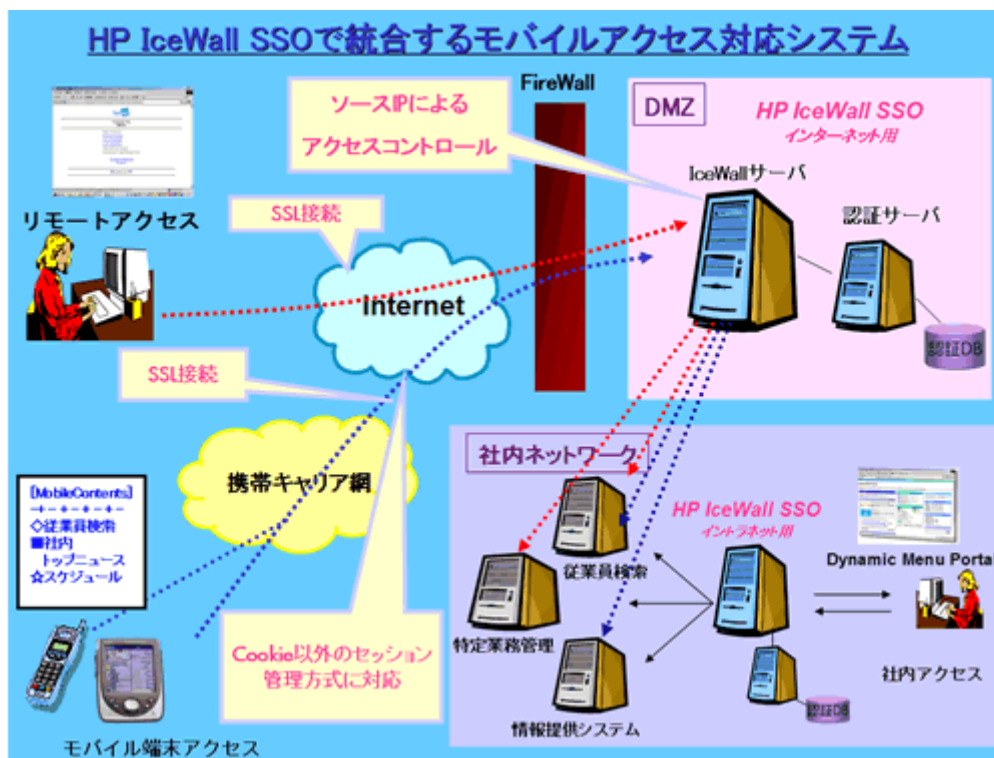 HP IceWall SSOで統合するモバイルアクセス対応システム
ソースIPによる
アクセスコントロール
FireWall
DMZ
HP IceWall SSO
インターネット用
IceWallサーバ
認証サーバ
認証DB
リモートアクセス
SSL接続
Internet
SSL接続
携帯キャリア網
[MobileContents]
-+-+-+-+-
◇従業員検索
■社内
トップニュース
☆スケジュール
Cookie以外のセッション
管理方式に対応
モバイル端末アクセス
社内ネットワーク
従業員検索
特定業務管理
情報提供システム
HP IceWall SSO
イントラネット用
認証DB
Dynamic Menu Portal
社内アクセス